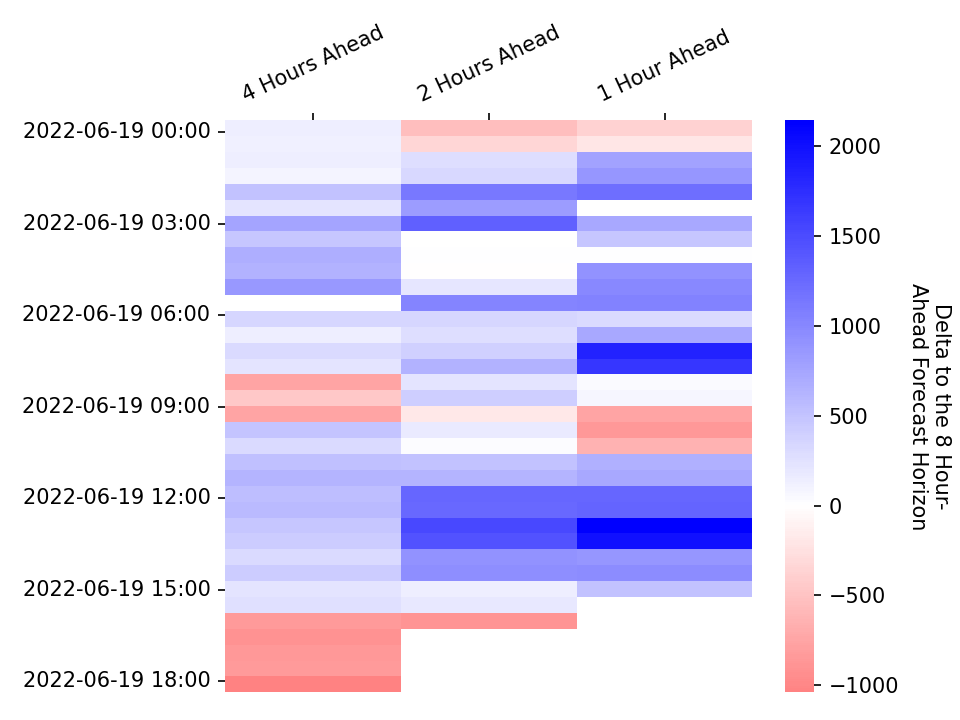 4 Hours Ahead
2 Hours Ahead
1 Hour Ahead
2022-06-19 00:00
2022-06-19 03:00
2022-06-19 06:00
2022-06-19 09:00
2022-06-19 12:00
2022-06-19 15:00
2022-06-19 18:00
2000
1500
1000
500
0
−500
−1000
Delta to the 8 Hour-
Ahead Forecast Horizon